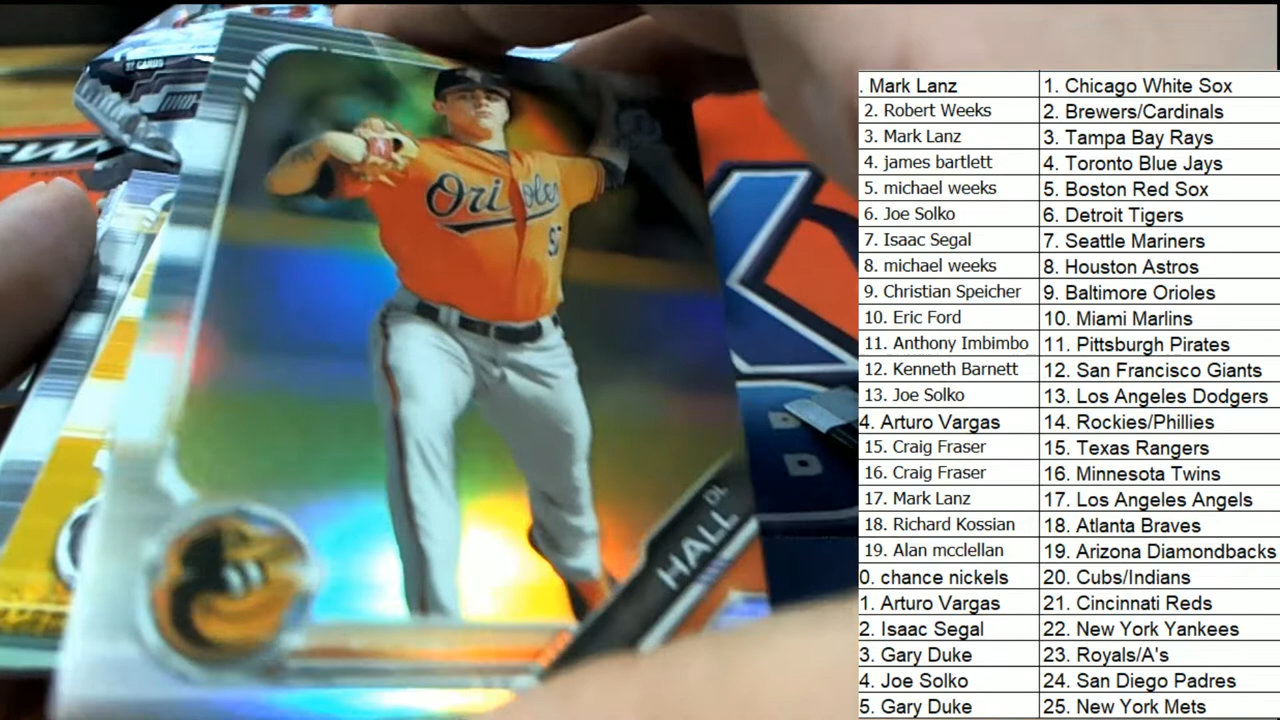 Orioles
DL
HALL
. Mark Lanz 1. Chicago White Sox
2. Robert Weeks 2. Brewers/Cardinals
3. Mark Lanz 3. Tampa Bay Rays
4. james bartlett 4. Toronto Blue Jays
5. michael weeks 5. Boston Red Sox
6. Joe Solko 6. Detroit Tigers
7. Isaac Segal 7. Seattle Mariners
8. michael weeks 8. Houston Astros
9. Christian Speicher 9. Baltimore Orioles
10. Eric Ford 10. Miami Marlins
11. Anthony Imbimbo 11. Pittsburgh Pirates
12. Kenneth Barnett 12. San Francisco Giants
13. Joe Solko 13. Los Angeles Dodgers
4. Arturo Vargas 14. Rockies/Phillies
15. Craig Fraser 15. Texas Rangers
16. Craig Fraser 16. Minnesota Twins
17. Mark Lanz 17. Los Angeles Angels
18. Richard Kossian 18. Atlanta Braves
19. Alan mcclellan 19. Arizona Diamondbacks
0. chance nickels 20. Cubs/Indians
1. Arturo Vargas 21. Cincinnati Reds
2. Isaac Segal 22. New York Yankees
3. Gary Duke 23. Royals/A's
4. Joe Solko 24. San Diego Padres
5. Gary Duke 25. New York Mets